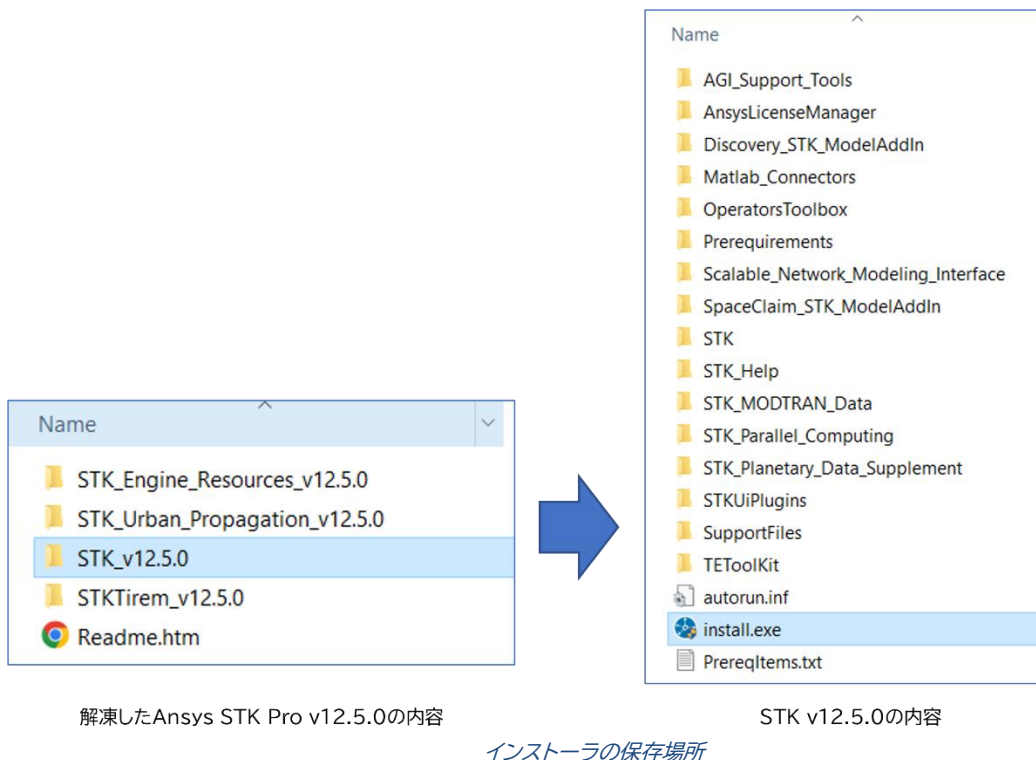 Name
STK_Engine_Resources_v12.5.0
STK_Urban_Propagation_v12.5.0
STK_v12.5.0
STKTirem_v12.5.0
Readme.htm
解凍したAnsys STK Pro v12.5.0の内容
Name
AGI_Support_Tools
AnsysLicenseManager
Discovery_STK_ModelAddIn
Matlab_Connectors
OperatorsToolbox
Prerequirements
Scalable_Network_Modeling_Interface
SpaceClaim_STK_ModelAddIn
STK
STK_Help
STK_MODTRAN_Data
STK_Parallel_Computing
STK_Planetary_Data_Supplement
STKUiPlugins
SupportFiles
TEToolKit
autorun.inf
install.exe
PrereqItems.txt
STK v12.5.0の内容
インストーラの保存場所